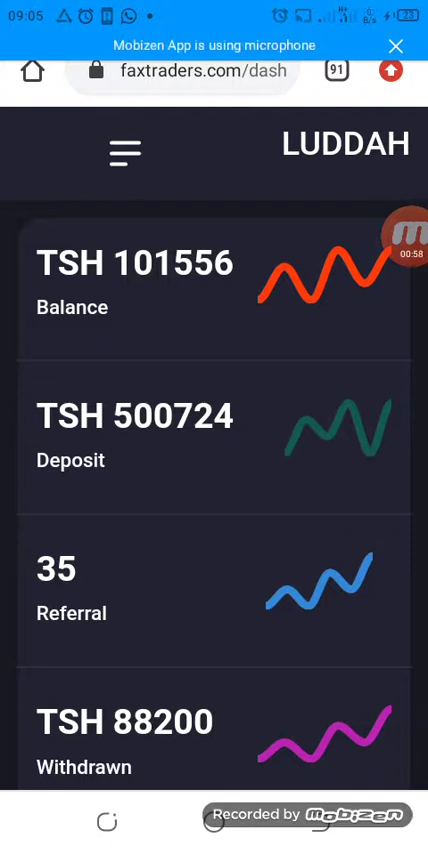 09:05
23
Mobizen App is using microphone
faxtraders.com/dash
91
LUDDAH
TSH 101556
Balance
00:58
TSH 500724
Deposit
35
Referral
TSH 88200
Withdrawn
Recorded by mobizen